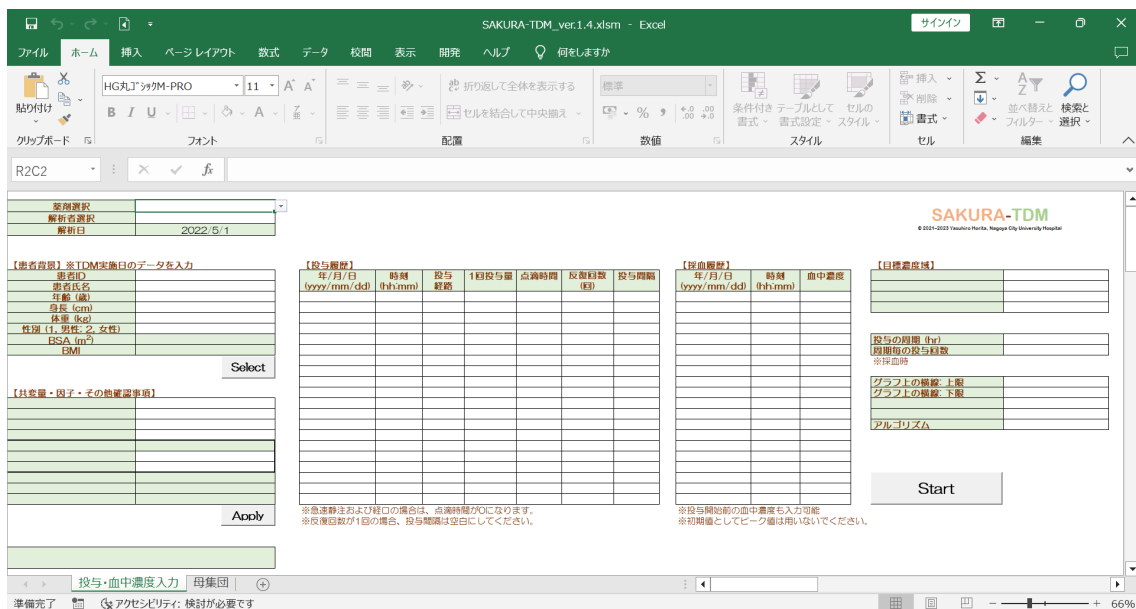 SAKURA-TDM_ver.1.4.xlsm - Excel
サインイン
ファイル ホーム 挿入 ページ レイアウト 数式 データ 校閲 表示 開発 ヘルプ 何をしますか
貼り付け
HG丸ゴシックM-PRO 11
B I U
折り返して全体を表示する
セルを結合して中央揃え
標準
条件付き書式 テーブルとして書式設定 セルのスタイル
挿入
削除
書式
並べ替えとフィルター 検索と選択
クリップボード フォント 配置 数値 スタイル セル 編集
R2C2 fx
薬剤選択
解析者選択
解析日 2022/5/1
SAKURA-TDM
© 2021-2023 Yasuhiro Horita, Nagoya City University Hospital
【患者背景】※TDM実施日のデータを入力
患者ID
患者氏名
年齢 (歳)
身長 (cm)
体重 (kg)
性別 (1, 男性; 2, 女性)
BSA (m2)
BMI
Select
【共変量・因子・その他確認事項】
Apply
【投与履歴】
年/月/日 (yyyy/mm/dd) 時刻 (hh:mm) 投与経路 1回投与量 点滴時間 反復回数 (回) 投与間隔
※急速静注および経口の場合は、点滴時間が0になります。
※反復回数が1回の場合、投与間隔は空白にしてください。
【採血履歴】
年/月/日 (yyyy/mm/dd) 時刻 (hh:mm) 血中濃度
※投与開始前の血中濃度も入力可能
※初期値としてピーク値は用いないでください。
【目標濃度域】
投与の周期 (hr)
周期毎の投与回数
※採血時
グラフ上の横線: 上限
グラフ上の横線: 下限
アルゴリズム
Start
投与・血中濃度入力 母集団
準備完了 アクセシビリティ: 検討が必要です 66%